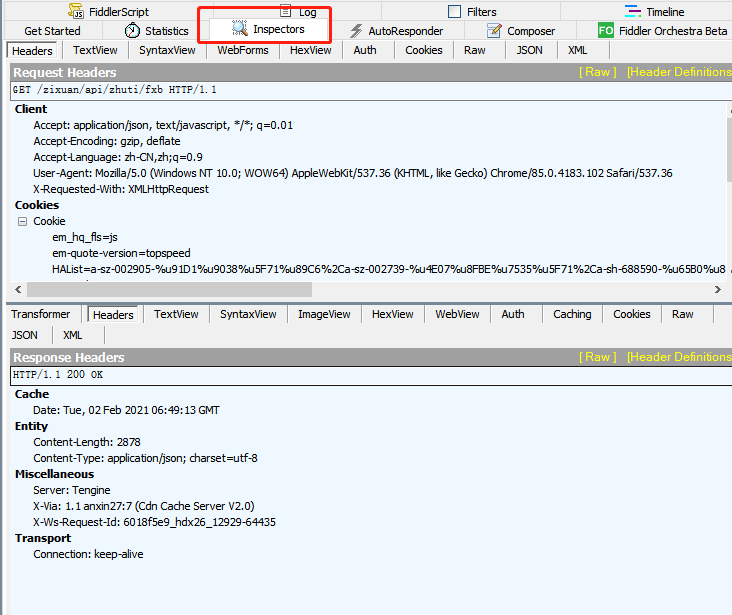 FiddlerScript Log Filters Timeline
Get Started Statistics Inspectors AutoResponder Composer FO Fiddler Orchestra Beta
Headers TextView SyntaxView WebForms HexView Auth Cookies Raw JSON XML
Request Headers [ Raw ] [Header Definitions
GET /zixuan/api/zhuti/fxb HTTP/1.1
Client
Accept: application/json, text/javascript, */*; q=0.01
Accept-Encoding: gzip, deflate
Accept-Language: zh-CN,zh;q=0.9
User-Agent: Mozilla/5.0 (Windows NT 10.0; WOW64) AppleWebKit/537.36 (KHTML, like Gecko) Chrome/85.0.4183.102 Safari/537.36
X-Requested-With: XMLHttpRequest
Cookies
Cookie
em_hq_fls=js
em-quote-version=topspeed
HAList=a-sz-002905-%u91D1%u9038%u5F71%u89C6%2Ca-sz-002739-%u4E07%u8FBE%u7535%u5F71%2Ca-sh-688590-%u65B0%u8
Transformer Headers TextView SyntaxView ImageView HexView WebView Auth Caching Cookies Raw
JSON XML
Response Headers [ Raw ] [Header Definitions
HTTP/1.1 200 OK
Cache
Date: Tue, 02 Feb 2021 06:49:13 GMT
Entity
Content-Length: 2878
Content-Type: application/json; charset=utf-8
Miscellaneous
Server: Tengine
X-Via: 1.1 anxin27:7 (Cdn Cache Server V2.0)
X-Ws-Request-Id: 6018f5e9_hdx26_12929-64435
Transport
Connection: keep-alive